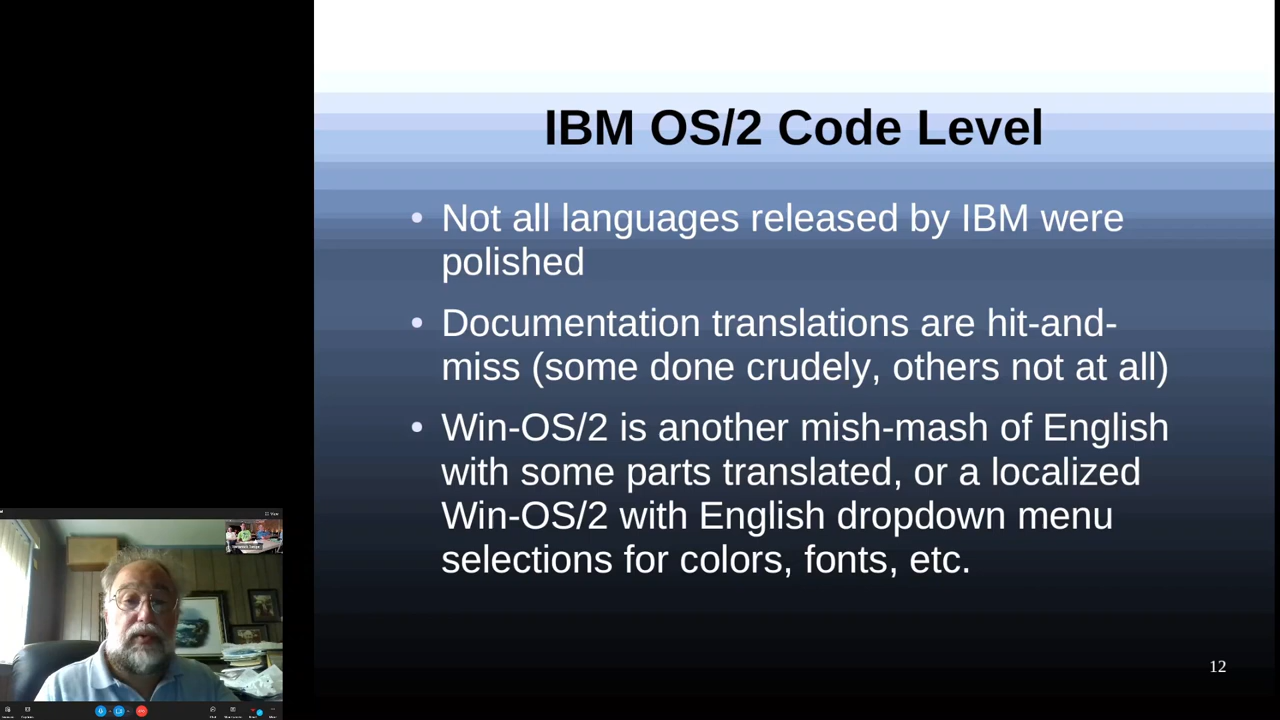 IBM OS/2 Code Level
• Not all languages released by IBM were
polished
• Documentation translations are hit-and-
miss (some done crudely, others not at all)
• Win-OS/2 is another mish-mash of English
with some parts translated, or a localized
Win-OS/2 with English dropdown menu
selections for colors, fonts, etc.
12
View